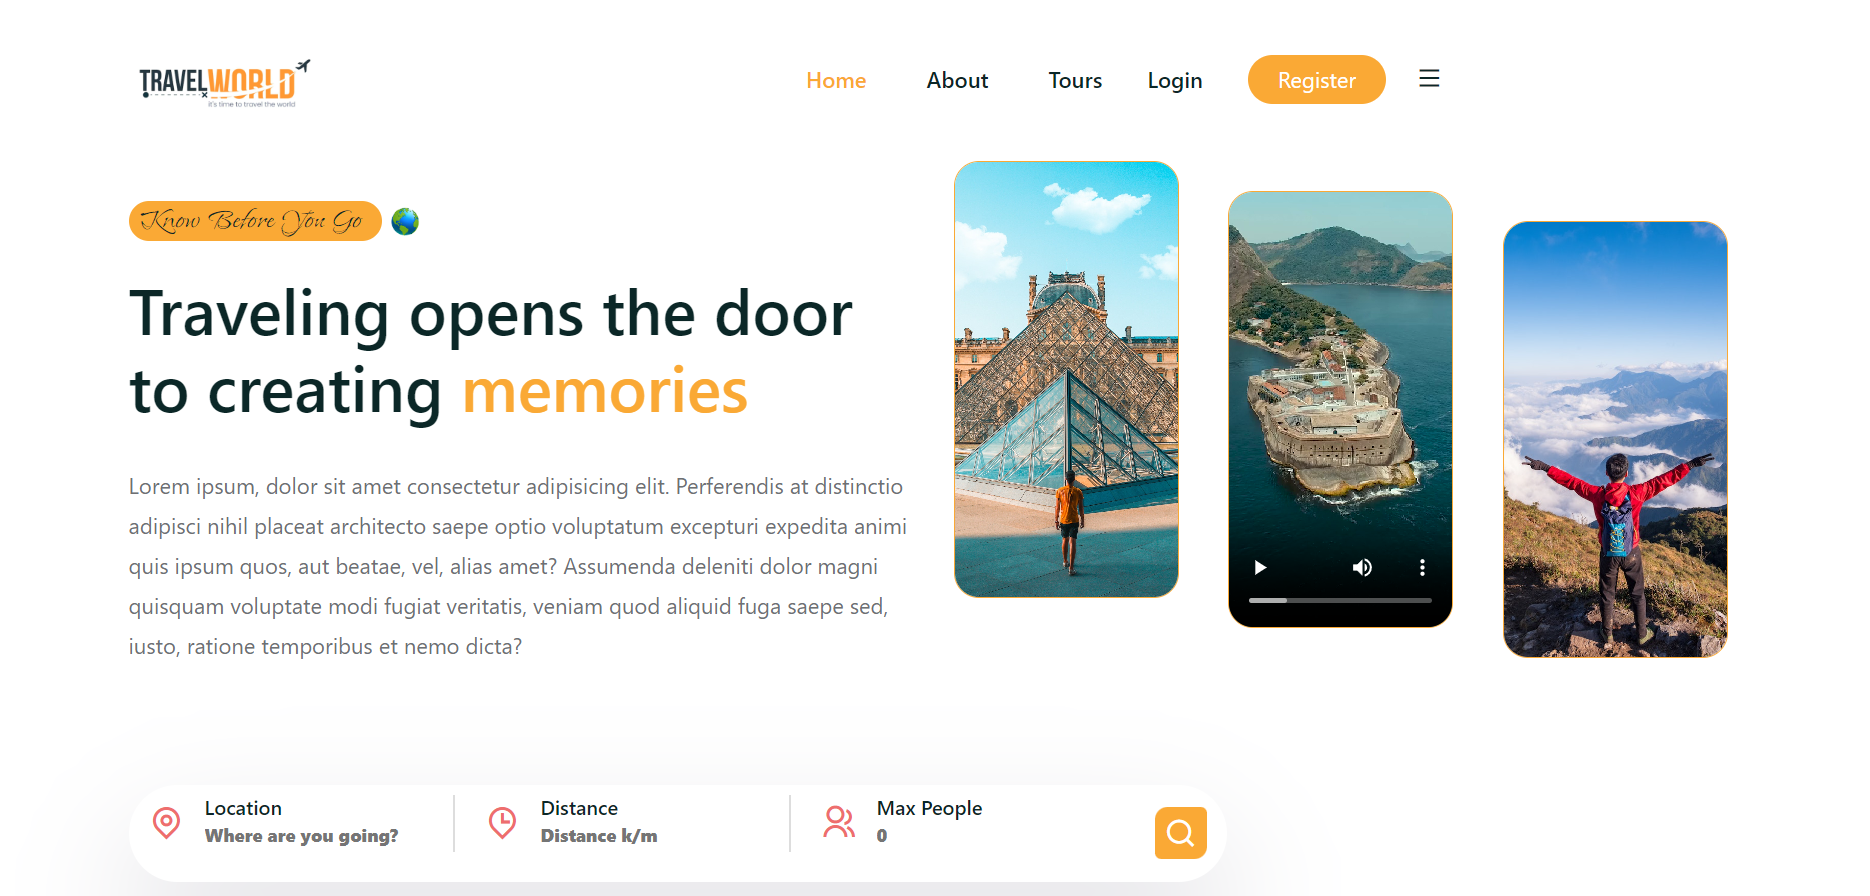 TRAVELWORLD
it's time to travel the world
Home About Tours Login Register
Know Before You Go
Traveling opens the door
to creating memories
Lorem ipsum, dolor sit amet consectetur adipisicing elit. Perferendis at distinctio
adipisci nihil placeat architecto saepe optio voluptatum excepturi expedita animi
quis ipsum quos, aut beatae, vel, alias amet? Assumenda deleniti dolor magni
quisquam voluptate modi fugiat veritatis, veniam quod aliquid fuga saepe sed,
iusto, ratione temporibus et nemo dicta?
Location
Where are you going?
Distance
Distance k/m
Max People
0